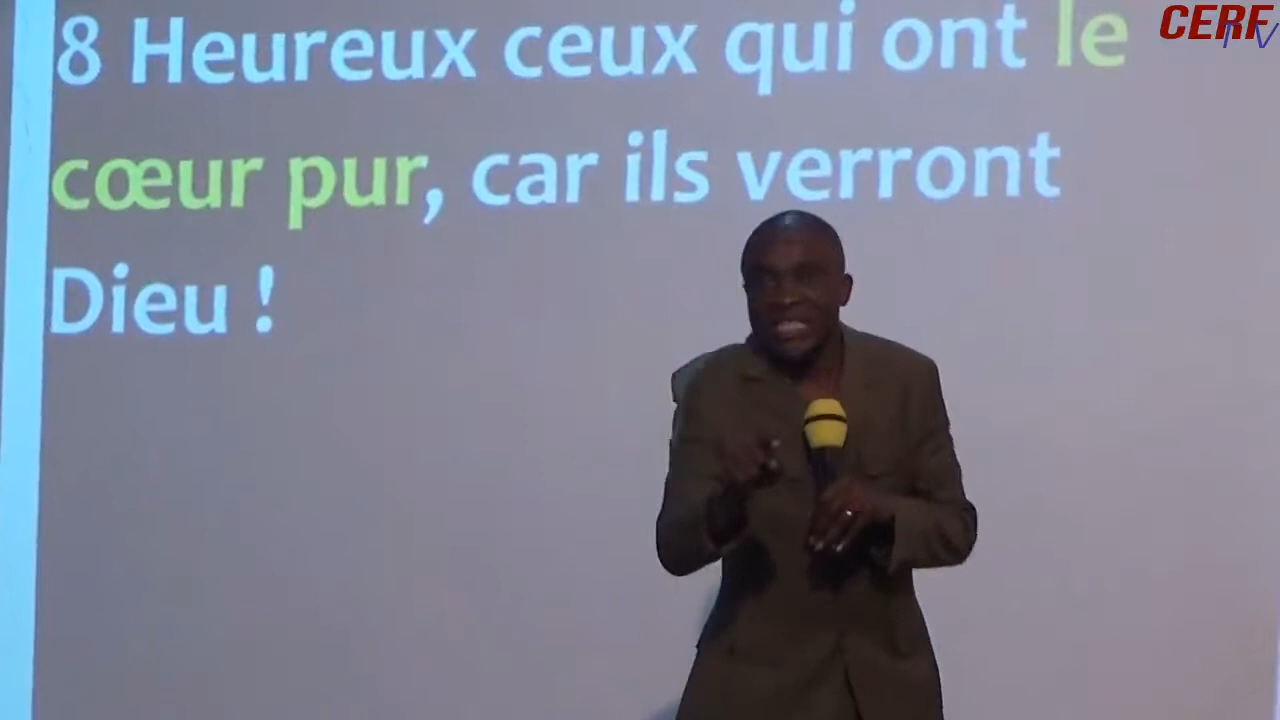 8 Heureux ceux qui ont le
cœur pur, car ils verront
Dieu !
CERF
TV